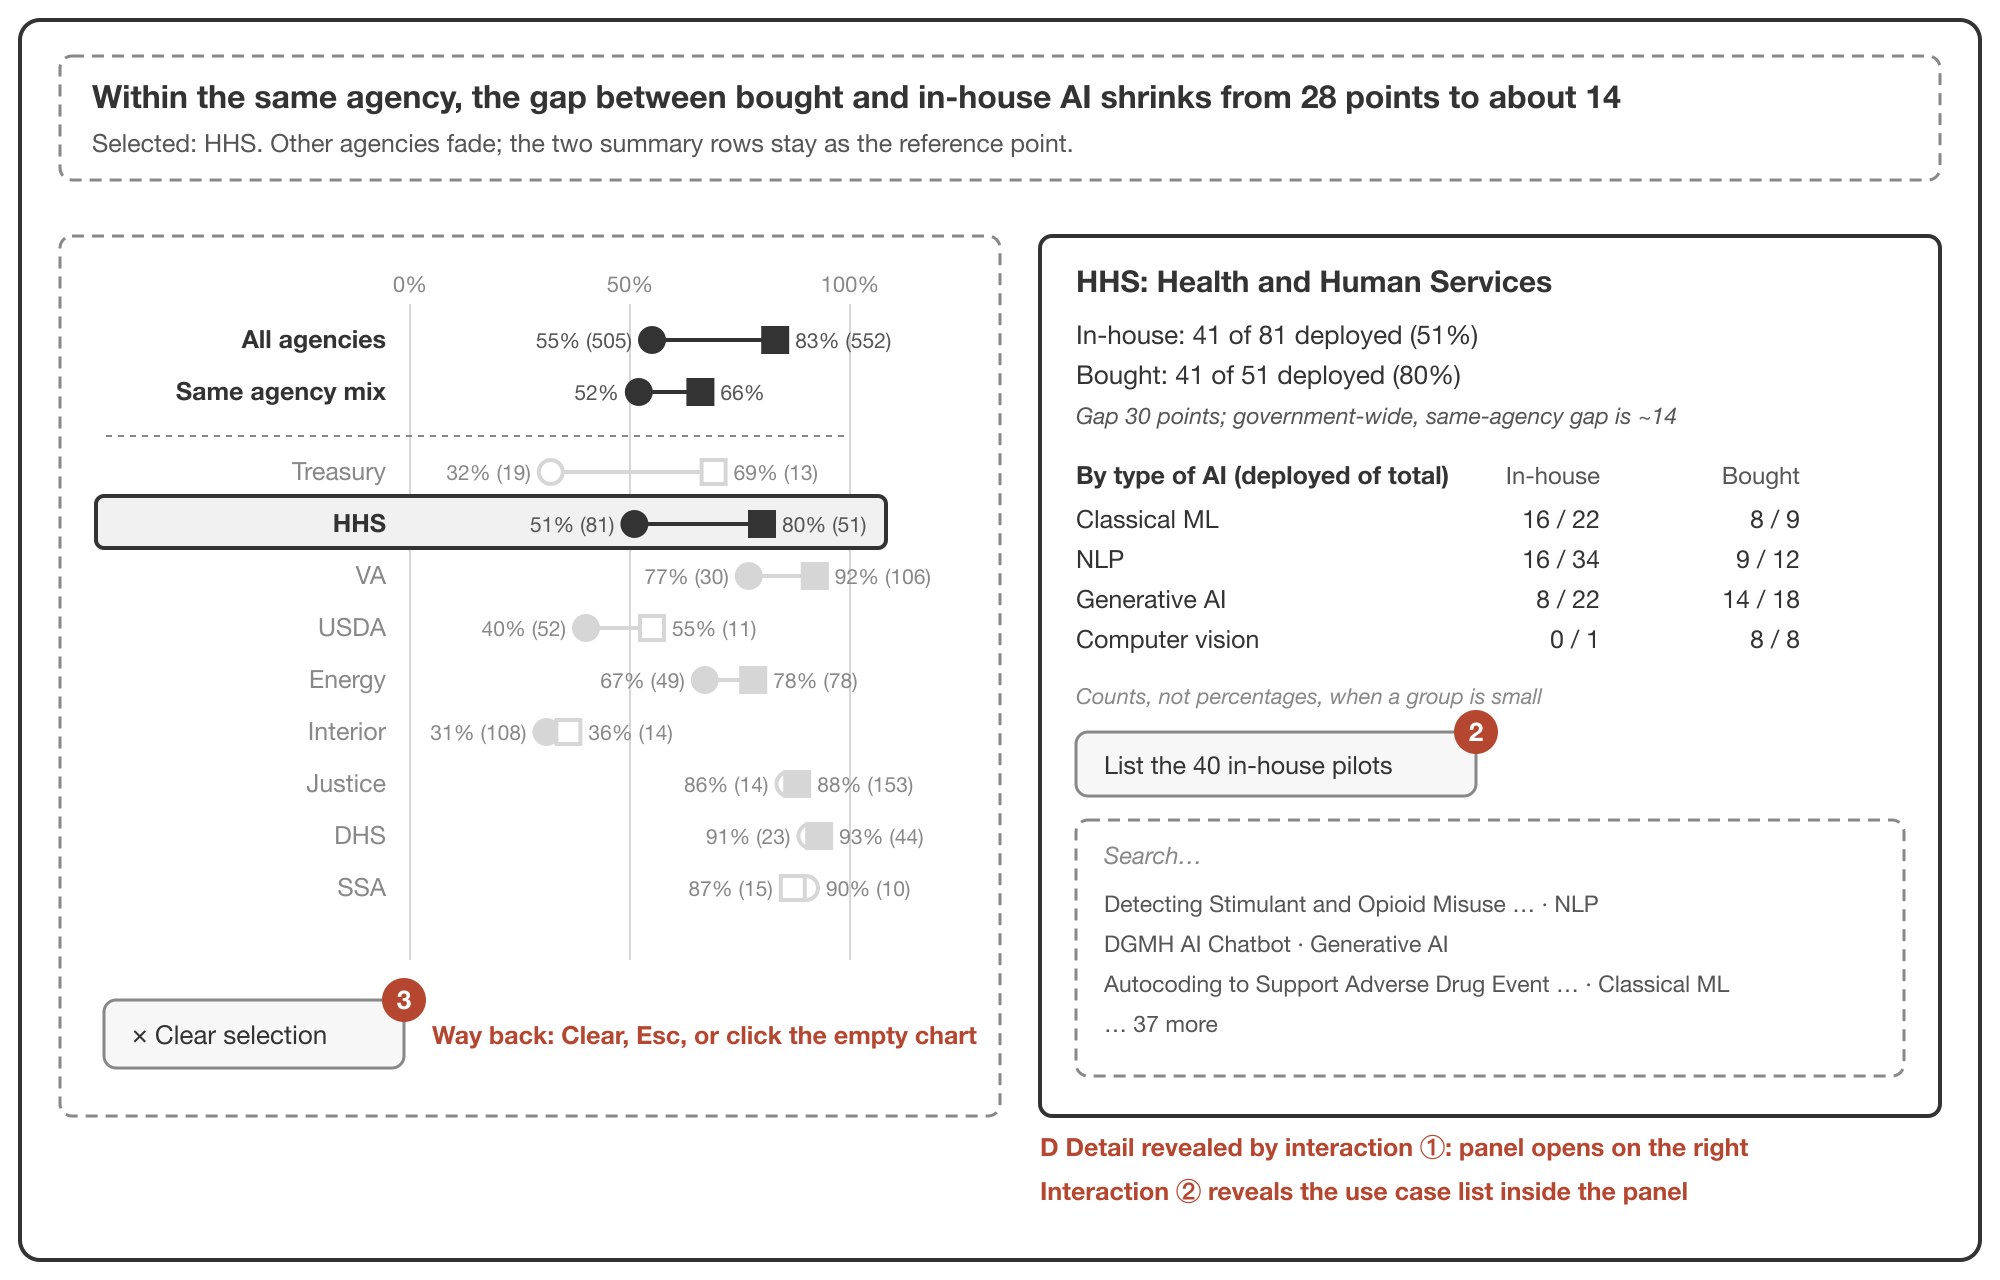 Within the same agency, the gap between bought and in-house AI shrinks from 28 points to about 14
Selected: HHS. Other agencies fade; the two summary rows stay as the reference point.
0% 50% 100%
All agencies 55% (505) 83% (552)
Same agency mix 52% 66%
Treasury 32% (19) 69% (13)
HHS 51% (81) 80% (51)
VA 77% (30) 92% (106)
USDA 40% (52) 55% (11)
Energy 67% (49) 78% (78)
Interior 31% (108) 36% (14)
Justice 86% (14) 88% (153)
DHS 91% (23) 93% (44)
SSA 87% (15) 90% (10)
3
× Clear selection
Way back: Clear, Esc, or click the empty chart
HHS: Health and Human Services
In-house: 41 of 81 deployed (51%)
Bought: 41 of 51 deployed (80%)
Gap 30 points; government-wide, same-agency gap is ~14
By type of AI (deployed of total) In-house Bought
Classical ML 16 / 22 8 / 9
NLP 16 / 34 9 / 12
Generative AI 8 / 22 14 / 18
Computer vision 0 / 1 8 / 8
Counts, not percentages, when a group is small
2
List the 40 in-house pilots
Search…
Detecting Stimulant and Opioid Misuse … · NLP
DGMH AI Chatbot · Generative AI
Autocoding to Support Adverse Drug Event … · Classical ML
… 37 more
D Detail revealed by interaction ①: panel opens on the right
Interaction ② reveals the use case list inside the panel